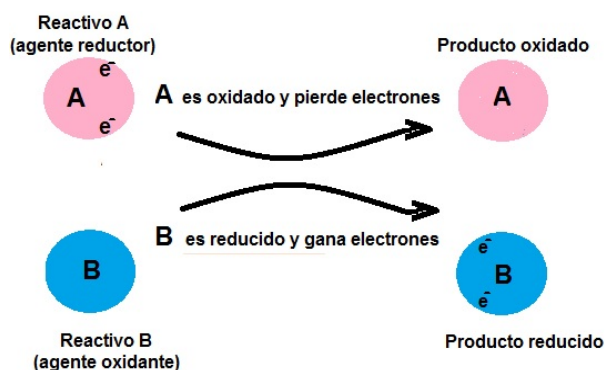 Reactivo A
(agente reductor)
Producto oxidado
e-
A
e-
A es oxidado y pierde electrones
A
B es reducido y gana electrones
B
e-
B
e-
Reactivo B
(agente oxidante)
Producto reducido